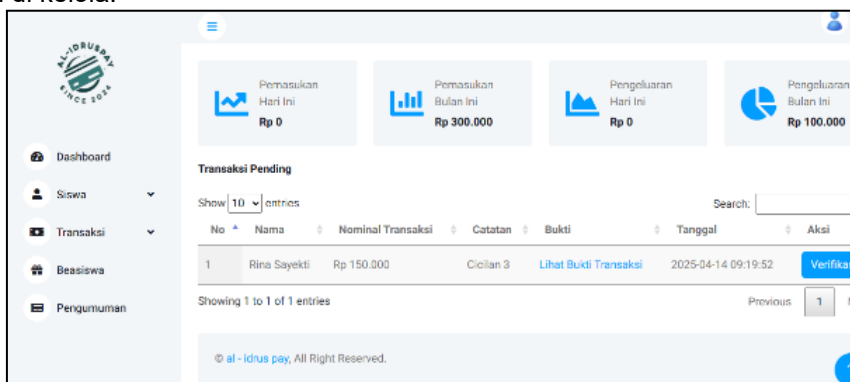 AL-IDRUSPAY
SINCE 2024
Dashboard
Siswa
Transaksi
Beasiswa
Pengumuman
Pemasukan
Hari Ini
Rp 0
Pemasukan
Bulan Ini
Rp 300.000
Pengeluaran
Hari Ini
Rp 0
Pengeluaran
Bulan Ini
Rp 100.000
Transaksi Pending
Show 10 entries
Search:
No Nama Nominal Transaksi Catatan Bukti Tanggal Aksi
1 Rina Sayekti Rp 150.000 Cicilan 3 Lihat Bukti Transaksi 2025-04-14 09:19:52 Verifikas
Showing 1 to 1 of 1 entries
Previous 1
© al - idrus pay, All Right Reserved.